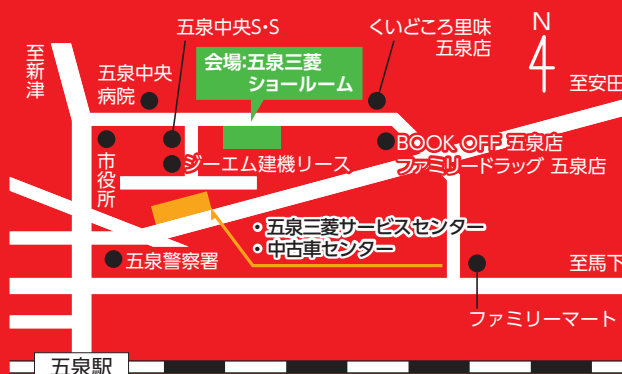 五泉中央S･S
くいどころ里味
五泉店
N
至新津
五泉中央
病院
会場:五泉三菱
ショールーム
至安田
市役所
ジーエム建機リース
BOOK OFF 五泉店
ファミリードラッグ 五泉店
・五泉三菱サービスセンター
・中古車センター
五泉警察署
至馬下
ファミリーマート
五泉駅